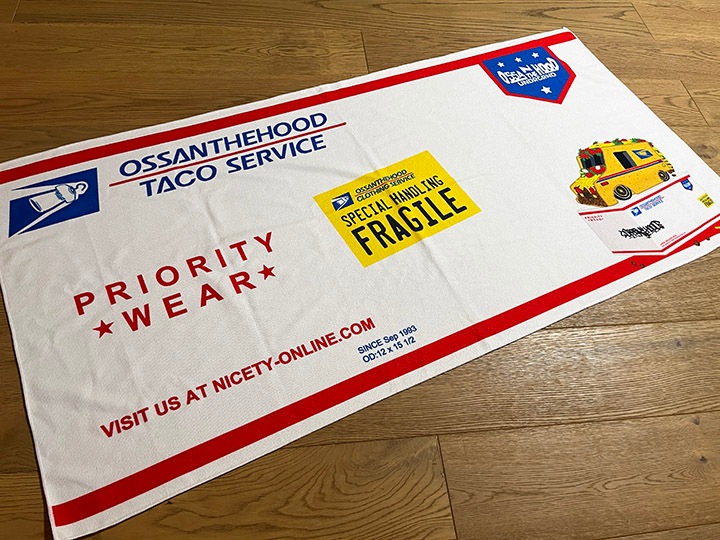 OSSANTHEHOOD
TACO SERVICE
PRIORITY
★WEAR★
VISIT US AT NICETY-ONLINE.COM
SINCE Sep 1993
OD:12 x 15 1/2
OSSANTHEHOOD
CLOTHING SERVICE
SPECIAL HANDLING
FRAGILE
THE